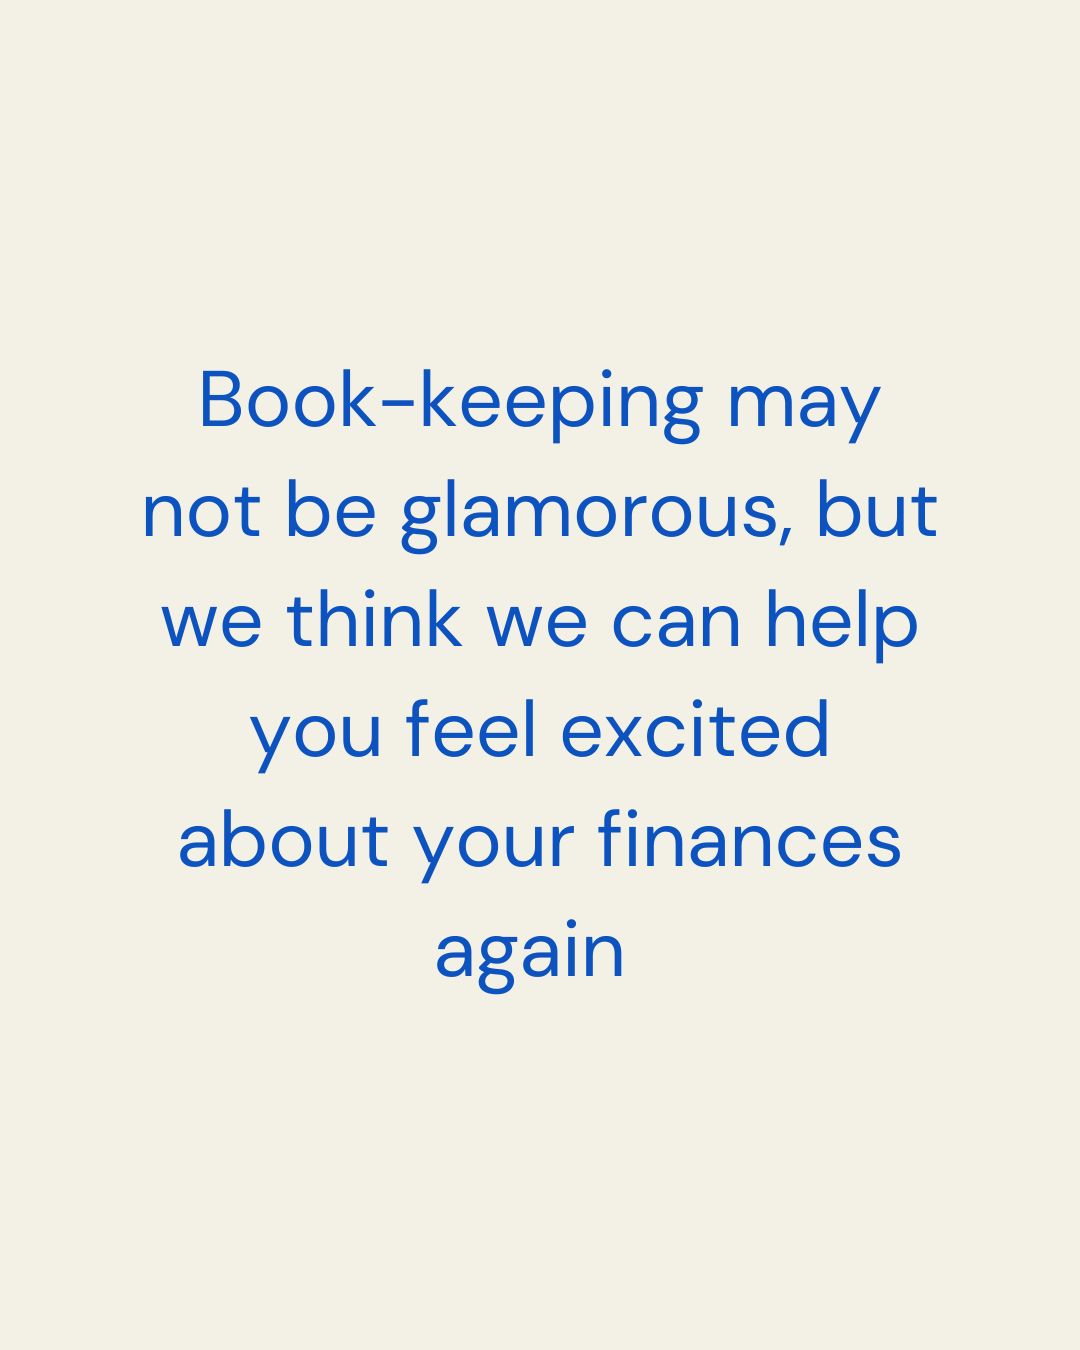 Book-keeping may
not be glamorous, but
we think we can help
you feel excited
about your finances
again